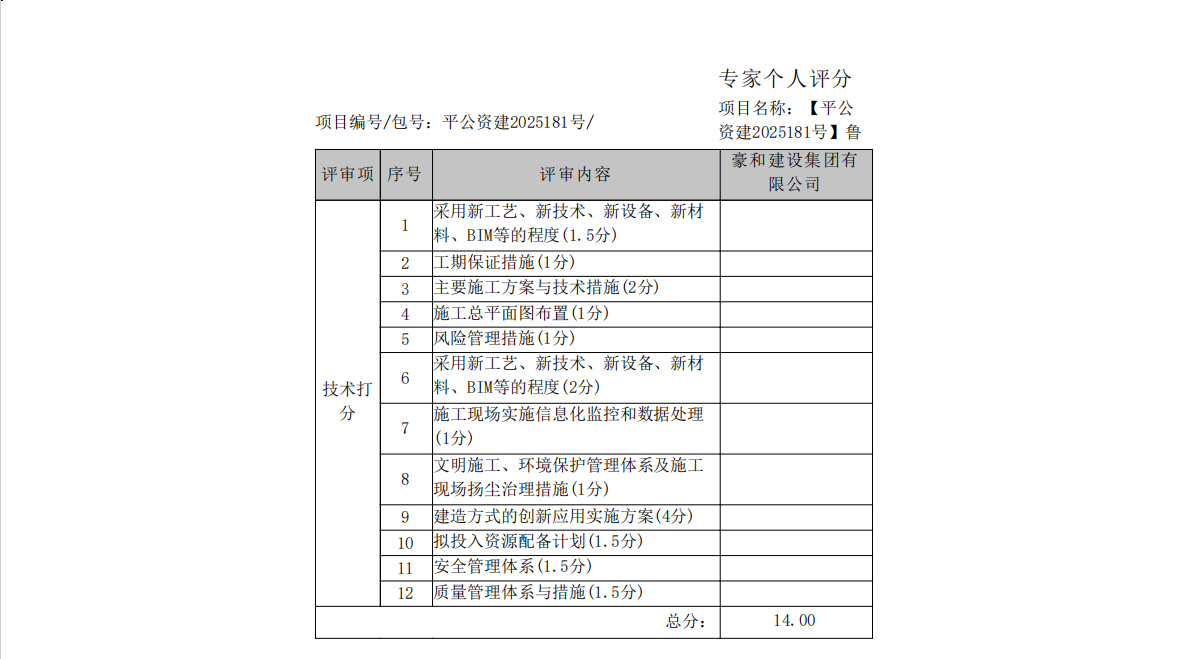 专家个人评分
项目编号/包号：平公资建2025181号/
项目名称：【平公
资建2025181号】鲁
评审项 序号 评审内容 豪和建设集团有
限公司
技术打
分
1 采用新工艺、新技术、新设备、新材
料、BIM等的程度(1.5分)
2 工期保证措施(1分)
3 主要施工方案与技术措施(2分)
4 施工总平面图布置(1分)
5 风险管理措施(1分)
6 采用新工艺、新技术、新设备、新材
料、BIM等的程度(2分)
7 施工现场实施信息化监控和数据处理
(1分)
8 文明施工、环境保护管理体系及施工
现场扬尘治理措施(1分)
9 建造方式的创新应用实施方案(4分)
10 拟投入资源配备计划(1.5分)
11 安全管理体系(1.5分)
12 质量管理体系与措施(1.5分)
总分： 14.00